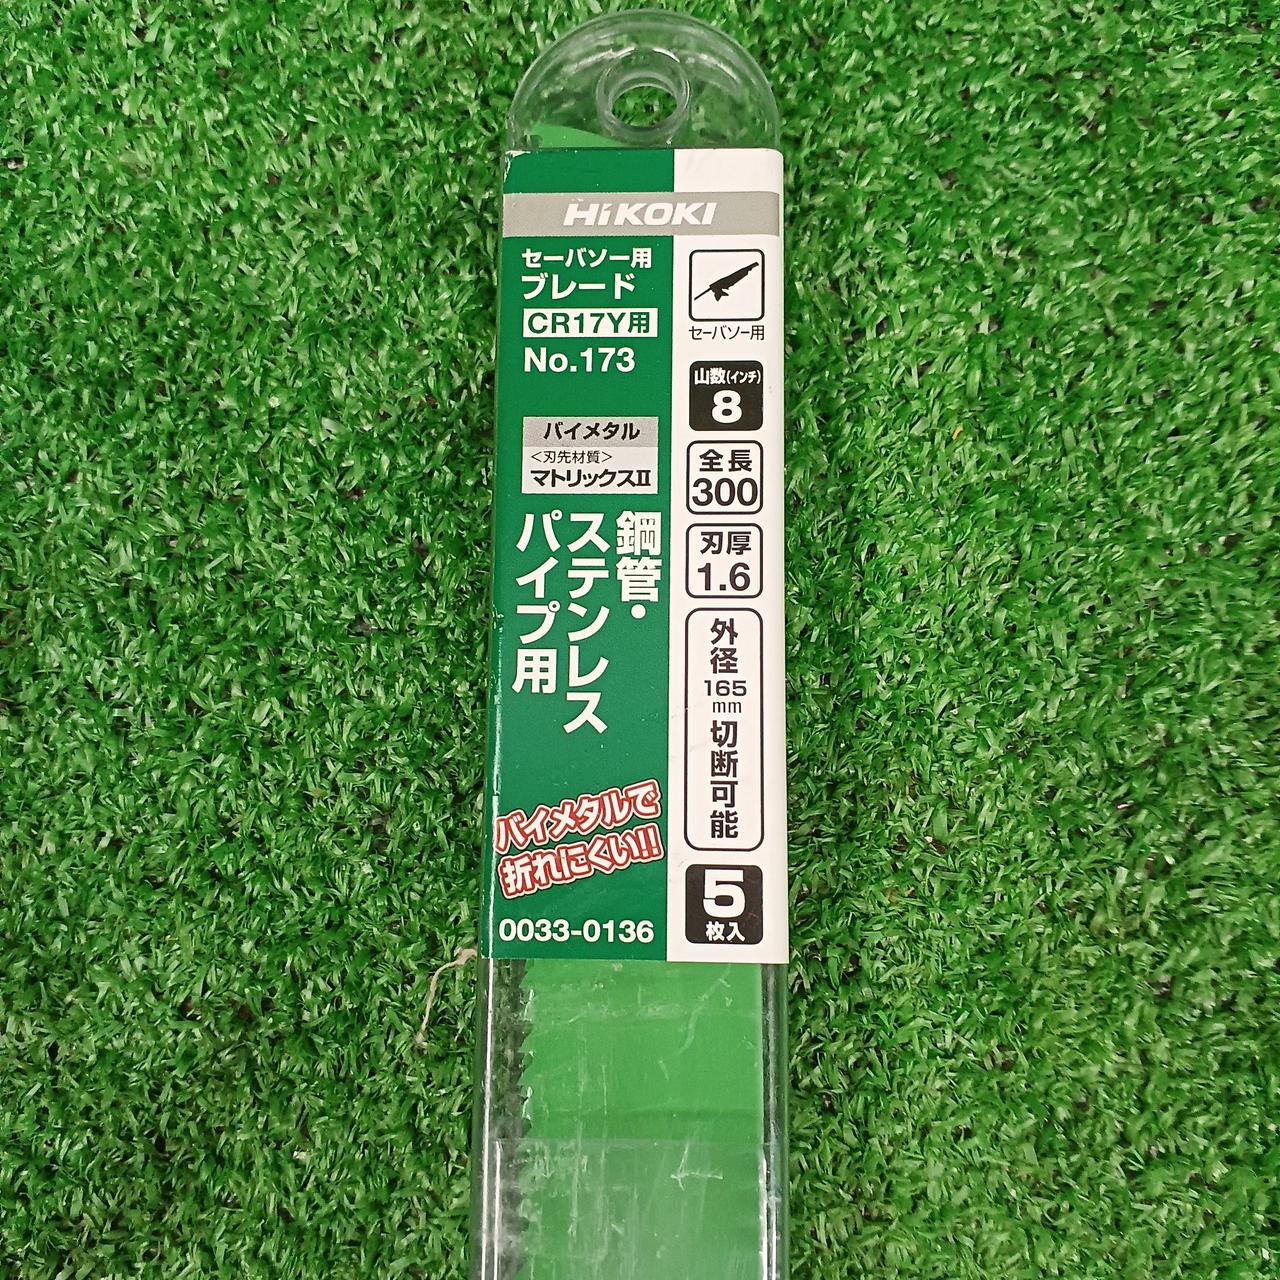 HiKOKI
セーバソー用
ブレード
CR17Y用
No.173
バイメタル
<刃先材質>
マトリックスII
鋼管・
ステンレス
パイプ用
バイメタルで
折れにくい!!
0033-0136
セーバソー用
山数(インチ)
8
全長
300
刃厚
1.6
外径
165
mm
切断可能
5
枚入